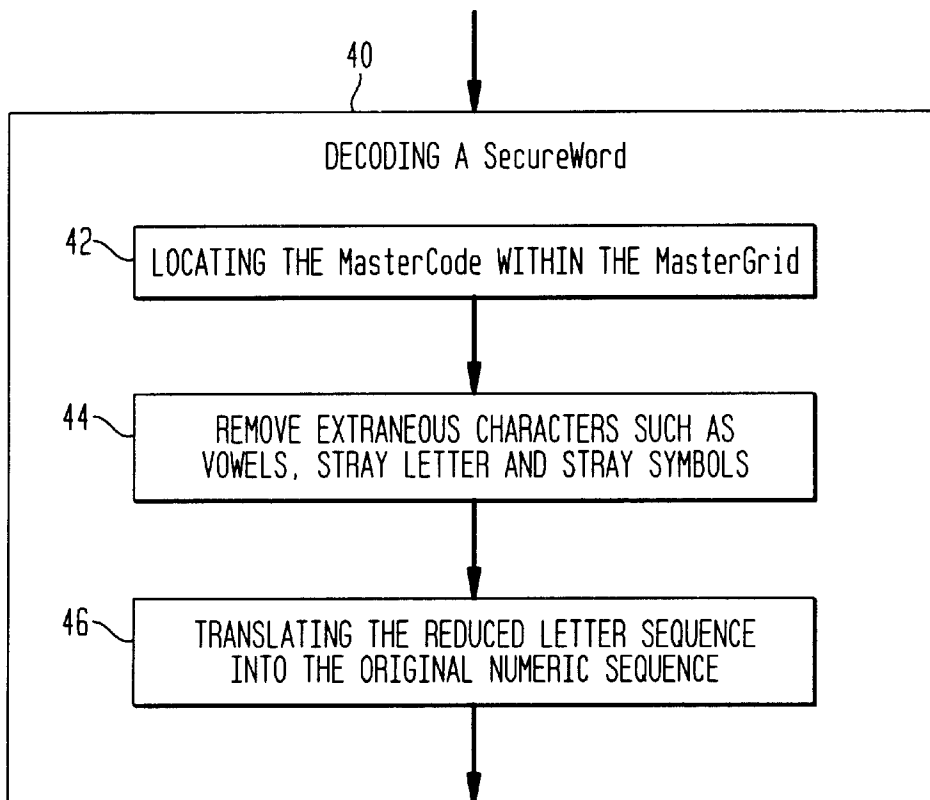 40
DECODING A SecureWord
42
LOCATING THE MasterCode WITHIN THE MasterGrid
44
REMOVE EXTRANEOUS CHARACTERS SUCH AS
VOWELS, STRAY LETTER AND STRAY SYMBOLS
46
TRANSLATING THE REDUCED LETTER SEQUENCE
INTO THE ORIGINAL NUMERIC SEQUENCE